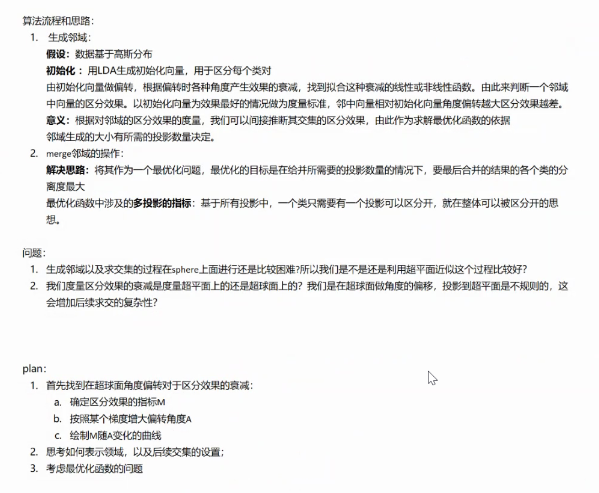 算法流程和思路：
1. 生成邻域：
假设：数据基于高斯分布
初始化 ：用LDA生成初始化向量，用于区分每个类对
由初始化向量做偏转，根据偏转时各种角度产生效果的衰减，找到拟合这种衰减的线性或非线性函数。由此来判断一个邻域
中向量的区分效果。以初始化向量为效果最好的情况做为度量标准，邻中向量相对初始化向量角度偏转越大区分效果越差。
意义：根据对邻域的区分效果的度量，我们可以间接推断其交集的区分效果，由此作为求解最优化函数的依据
邻域生成的大小有所需的投影数量决定。
2. merge邻域的操作：
解决思路：将其作为一个最优化问题，最优化的目标是在给并所需要的投影数量的情况下，要最后合并的结果的各个类的分
离度最大
最优化函数中涉及的多投影的指标：基于所有投影中，一个类只需要有一个投影可以区分开，就在整体可以被区分开的思
想。
问题：
1. 生成邻域以及求交集的过程在sphere上面进行还是比较困难?所以我们是不是还是利用超平面近似这个过程比较好？
2. 我们度量区分效果的衰减是度量超平面上的还是超球面上的？我们是在超球面做角度的偏移，投影到超平面是不规则的，这
会增加后续求交的复杂性？
plan：
1. 首先找到在超球面角度偏转对于区分效果的衰减：
a. 确定区分效果的指标M
b. 按照某个梯度增大偏转角度A
c. 绘制M随A变化的曲线
2. 思考如何表示领域，以及后续交集的设置；
3. 考虑最优化函数的问题